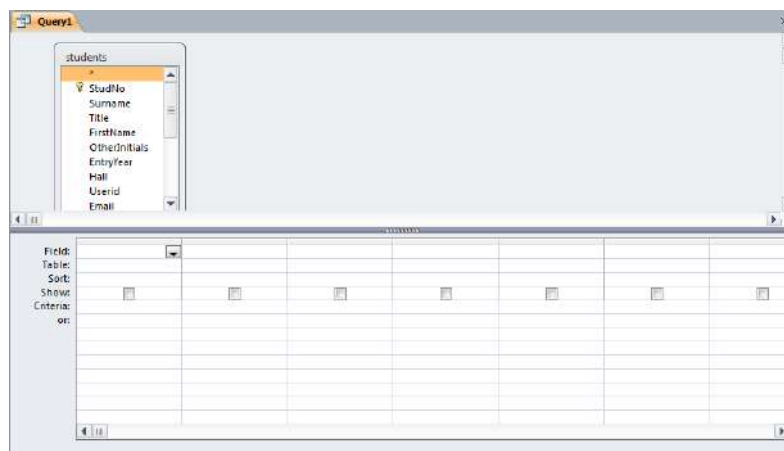 Query1
students
*
StudNo
Surname
Title
FirstName
OtherInitials
EntryYear
Hall
Userid
Email
Field:
Table:
Sort:
Show:
Criteria:
or: